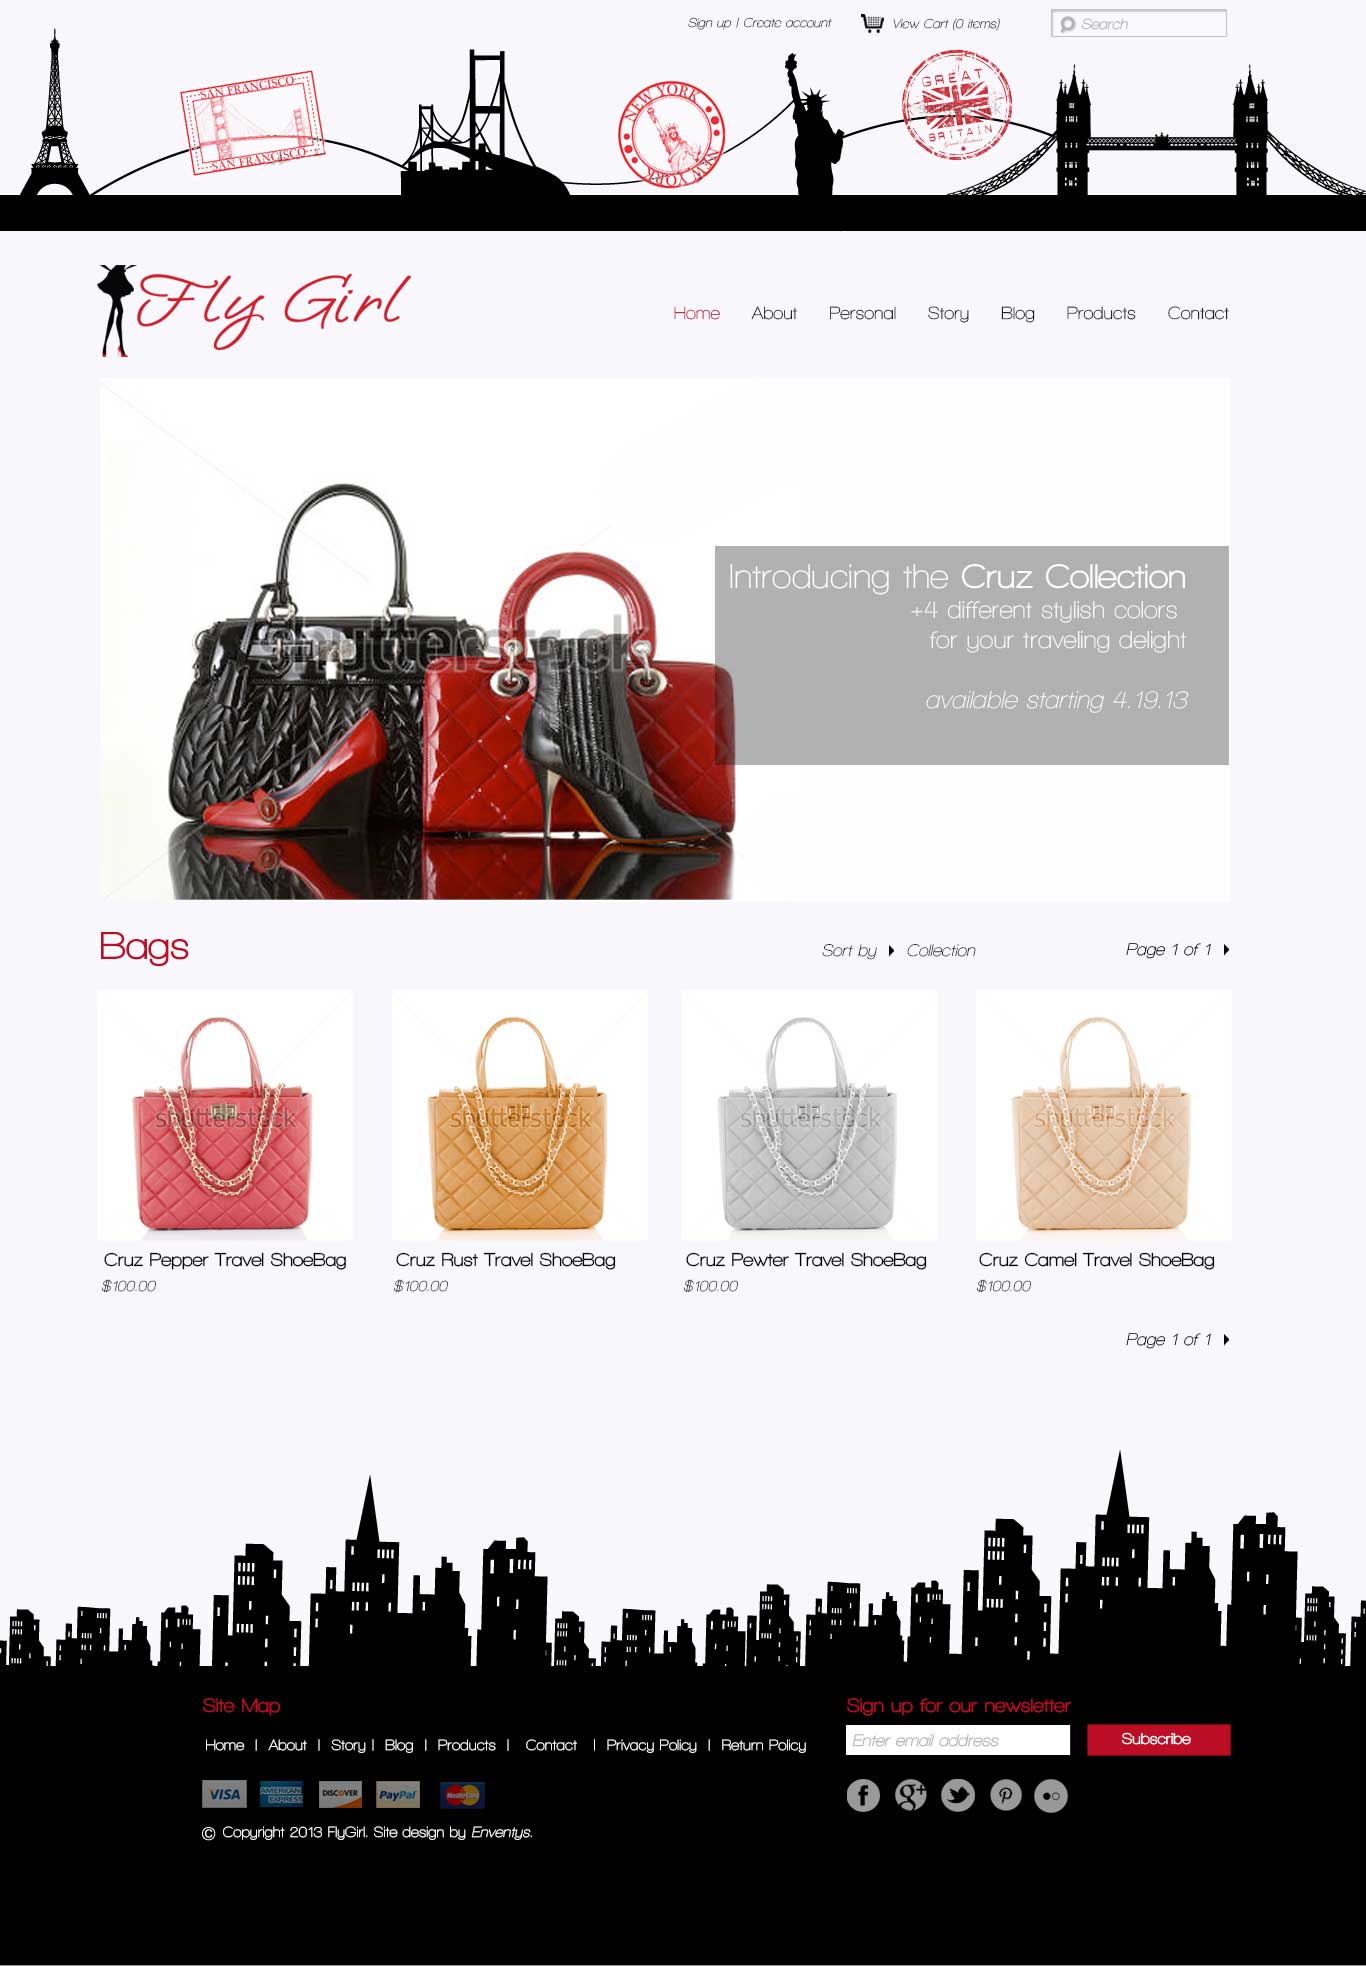 Sign up | Create account
View Cart (0 items)
Search
SAN FRANCISCO
SAN FRANCISCO
NEW YORK
NEW YORK
GREAT
BRITAIN
Fly Girl
Home About Personal Story Blog Products Contact
shutterstock
Introducing the Cruz Collection
+4 different stylish colors
for your traveling delight
available starting 4.19.13
Bags
Sort by Collection
Page 1 of 1
shutterstock
shutterstock
shutterstock
shutterstock
Cruz Pepper Travel ShoeBag
$100.00
Cruz Rust Travel ShoeBag
$100.00
Cruz Pewter Travel ShoeBag
$100.00
Cruz Camel Travel ShoeBag
$100.00
Page 1 of 1
Site Map
Home | About | Story | Blog | Products | Contact | Privacy Policy | Return Policy
VISA
AMERICAN EXPRESS
DISCOVER
PayPal
MasterCard
© Copyright 2013 FlyGirl. Site design by Enventys.
Sign up for our newsletter
Enter email address
Subscribe
f
g+